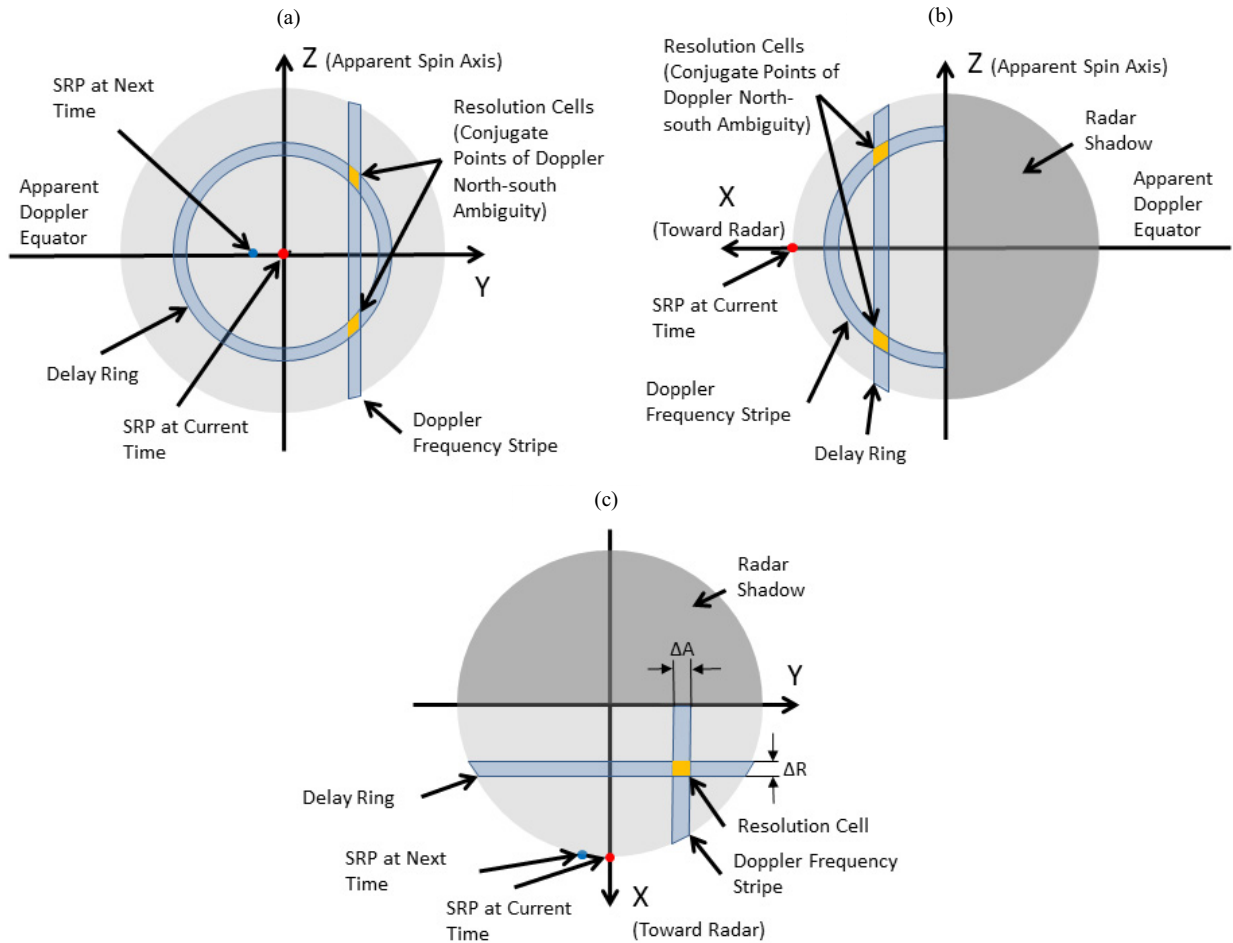 (a)
Z (Apparent Spin Axis)
SRP at Next
Time
Resolution Cells
(Conjugate
Points of Doppler
North-south
Ambiguity)
Apparent
Doppler
Equator
Y
Delay Ring
SRP at Current
Time
Doppler
Frequency Stripe
(b)
Resolution Cells
(Conjugate Points of
Doppler North-
south Ambiguity)
Z (Apparent Spin Axis)
Radar
Shadow
X
(Toward Radar)
Apparent
Doppler
Equator
SRP at Current
Time
Doppler
Frequency Stripe
Delay Ring
(c)
Radar
Shadow
ΔA
Y
ΔR
Delay Ring
Resolution Cell
SRP at Next
Time
Doppler Frequency
Stripe
SRP at Current
Time
X
(Toward Radar)